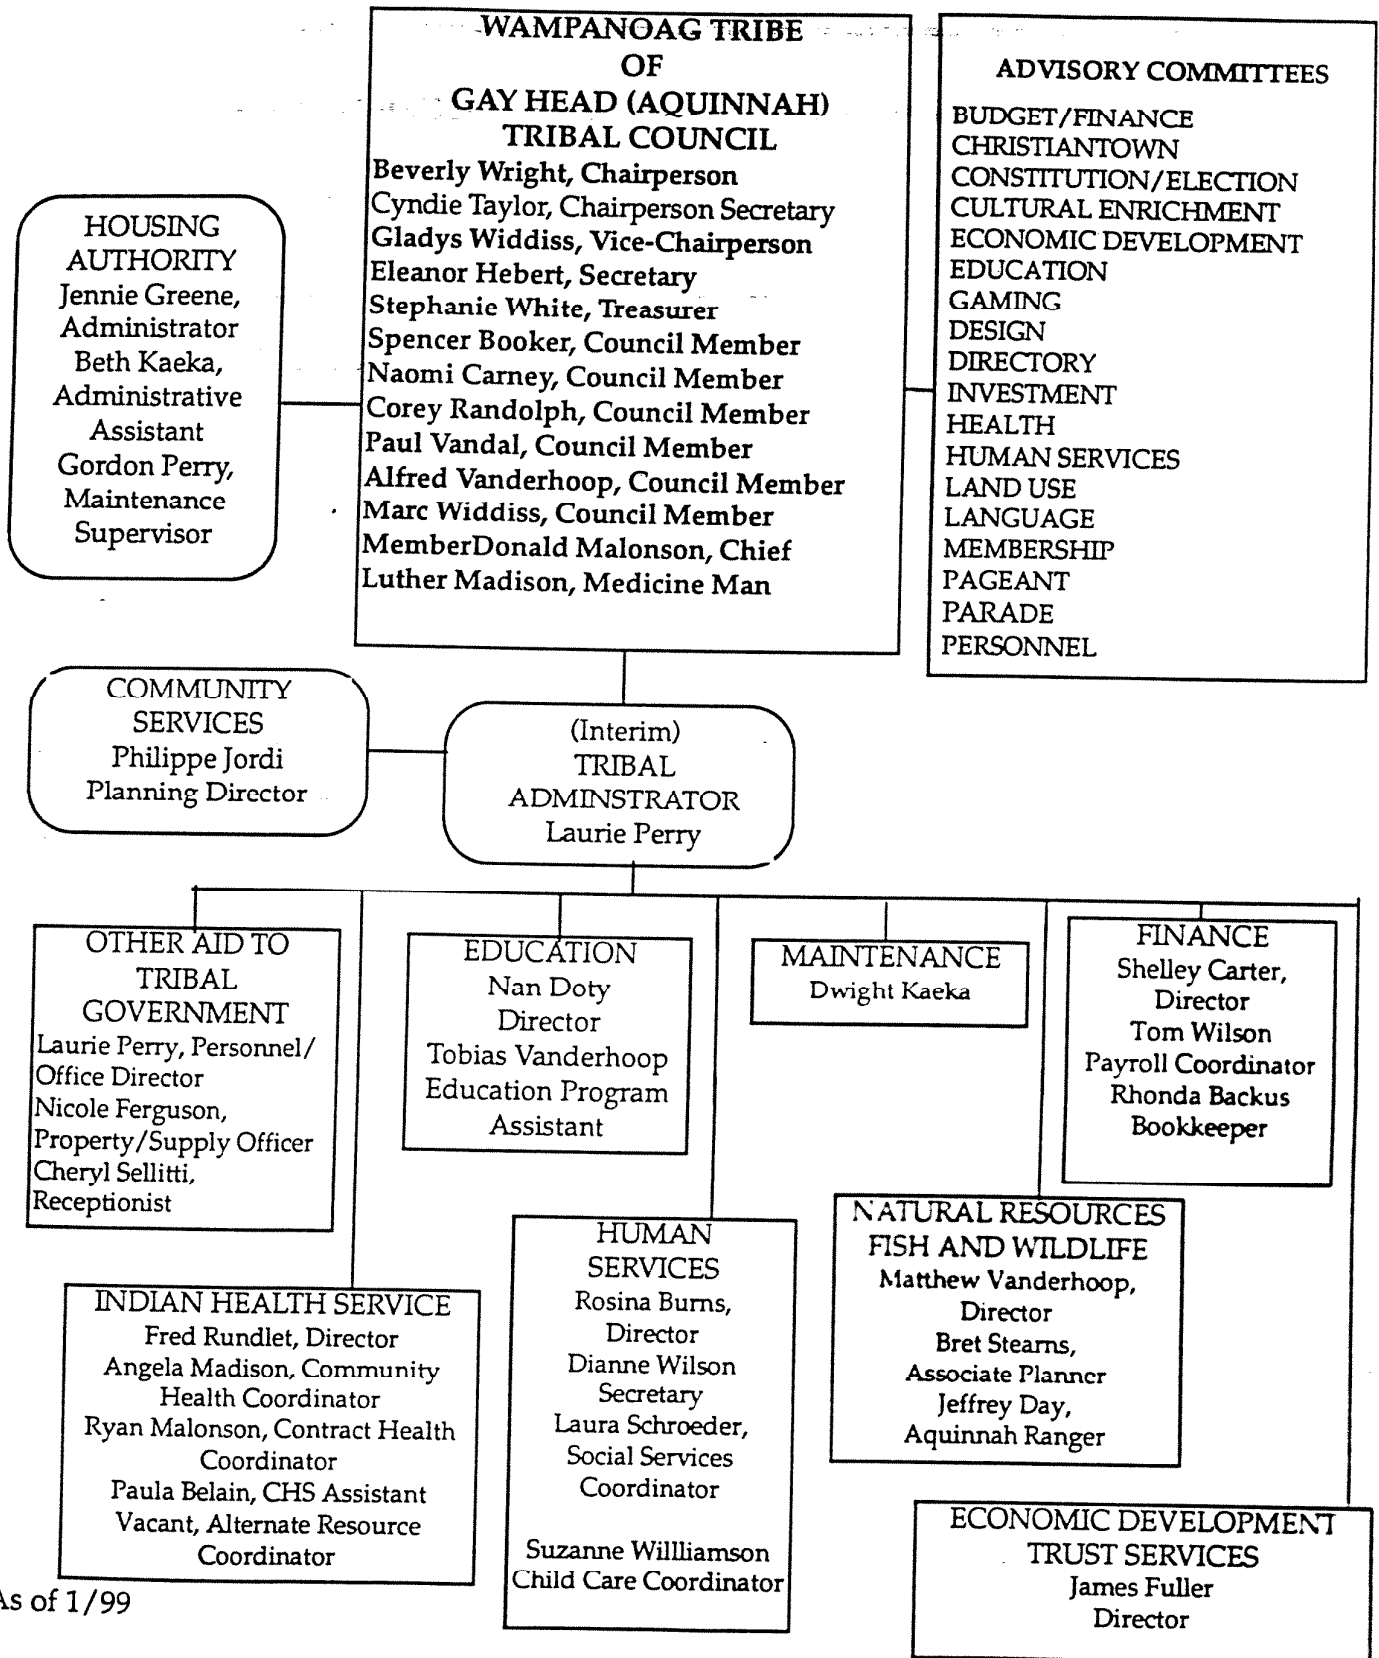 WAMPANOAG TRIBE
OF
GAY HEAD (AQUINNAH)
TRIBAL COUNCIL
Beverly Wright, Chairperson
Cyndie Taylor, Chairperson Secretary
Gladys Widdiss, Vice-Chairperson
Eleanor Hebert, Secretary
Stephanie White, Treasurer
Spencer Booker, Council Member
Naomi Carney, Council Member
Corey Randolph, Council Member
Paul Vandal, Council Member
Alfred Vanderhoop, Council Member
Marc Widdiss, Council Member
MemberDonald Malonson, Chief
Luther Madison, Medicine Man
ADVISORY COMMITTEES
BUDGET/FINANCE
CHRISTIANTOWN
CONSTITUTION/ELECTION
CULTURAL ENRICHMENT
ECONOMIC DEVELOPMENT
EDUCATION
GAMING
DESIGN
DIRECTORY
INVESTMENT
HEALTH
HUMAN SERVICES
LAND USE
LANGUAGE
MEMBERSHIP
PAGEANT
PARADE
PERSONNEL
HOUSING
AUTHORITY
Jennie Greene,
Administrator
Beth Kaeka,
Administrative
Assistant
Gordon Perry,
Maintenance
Supervisor
COMMUNITY
SERVICES
Philippe Jordi
Planning Director
(Interim)
TRIBAL
ADMINSTRATOR
Laurie Perry
OTHER AID TO
TRIBAL
GOVERNMENT
Laurie Perry, Personnel/
Office Director
Nicole Ferguson,
Property/Supply Officer
Cheryl Sellitti,
Receptionist
EDUCATION
Nan Doty
Director
Tobias Vanderhoop
Education Program
Assistant
MAINTENANCE
Dwight Kaeka
FINANCE
Shelley Carter,
Director
Tom Wilson
Payroll Coordinator
Rhonda Backus
Bookkeeper
INDIAN HEALTH SERVICE
Fred Rundlet, Director
Angela Madison, Community
Health Coordinator
Ryan Malonson, Contract Health
Coordinator
Paula Belain, CHS Assistant
Vacant, Alternate Resource
Coordinator
HUMAN
SERVICES
Rosina Burns,
Director
Dianne Wilson
Secretary
Laura Schroeder,
Social Services
Coordinator
Suzanne Willliamson
Child Care Coordinator
NATURAL RESOURCES
FISH AND WILDLIFE
Matthew Vanderhoop,
Director
Bret Stearns,
Associate Planner
Jeffrey Day,
Aquinnah Ranger
ECONOMIC DEVELOPMENT
TRUST SERVICES
James Fuller
Director
As of 1/99